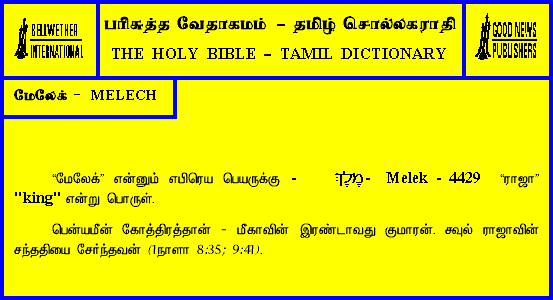 BELLWETHER
INTERNATIONAL
பரிசுத்த வேதாகமம் - தமிழ் சொல்லகராதி
THE HOLY BIBLE - TAMIL DICTIONARY
GOOD NEWS
PUBLISHERS
மேலேக் - MELECH
“மேலேக்” என்னும் எபிரெய பெயருக்கு - מֶלֶךְ - Melek - 4429 “ராஜா”
"king" என்று பொருள்.
பென்யமீன் கோத்திரத்தான் - மீகாவின் இரண்டாவது குமாரன். சவுல் ராஜாவின்
சந்ததியை சேர்ந்தவன் (1நாளா 8:35; 9:41).